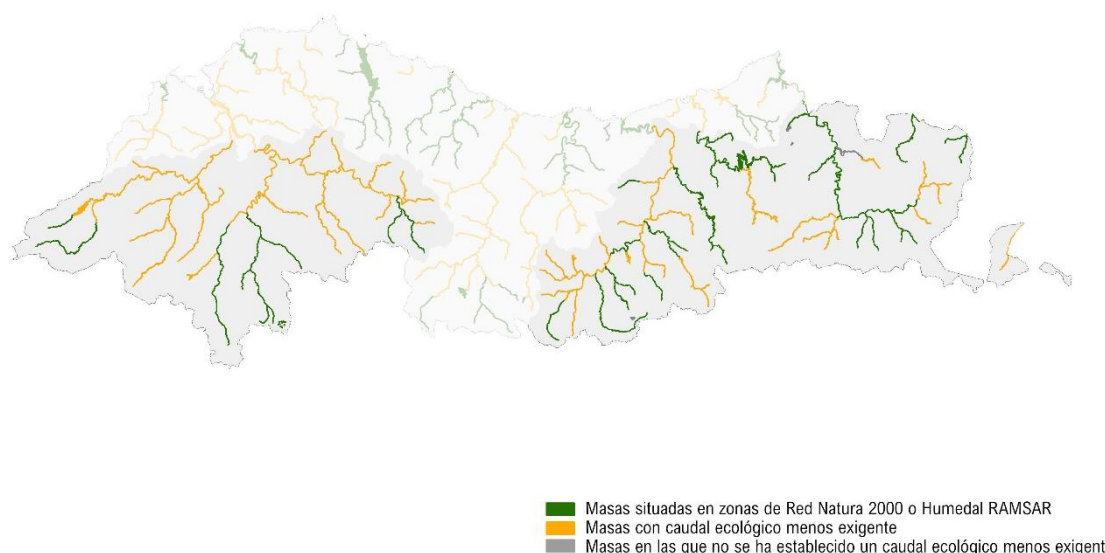 Masas situadas en zonas de Red Natura 2000 o Humedal RAMSAR
Masas con caudal ecológico menos exigente
Masas en las que no se ha establecido un caudal ecológico menos exigent